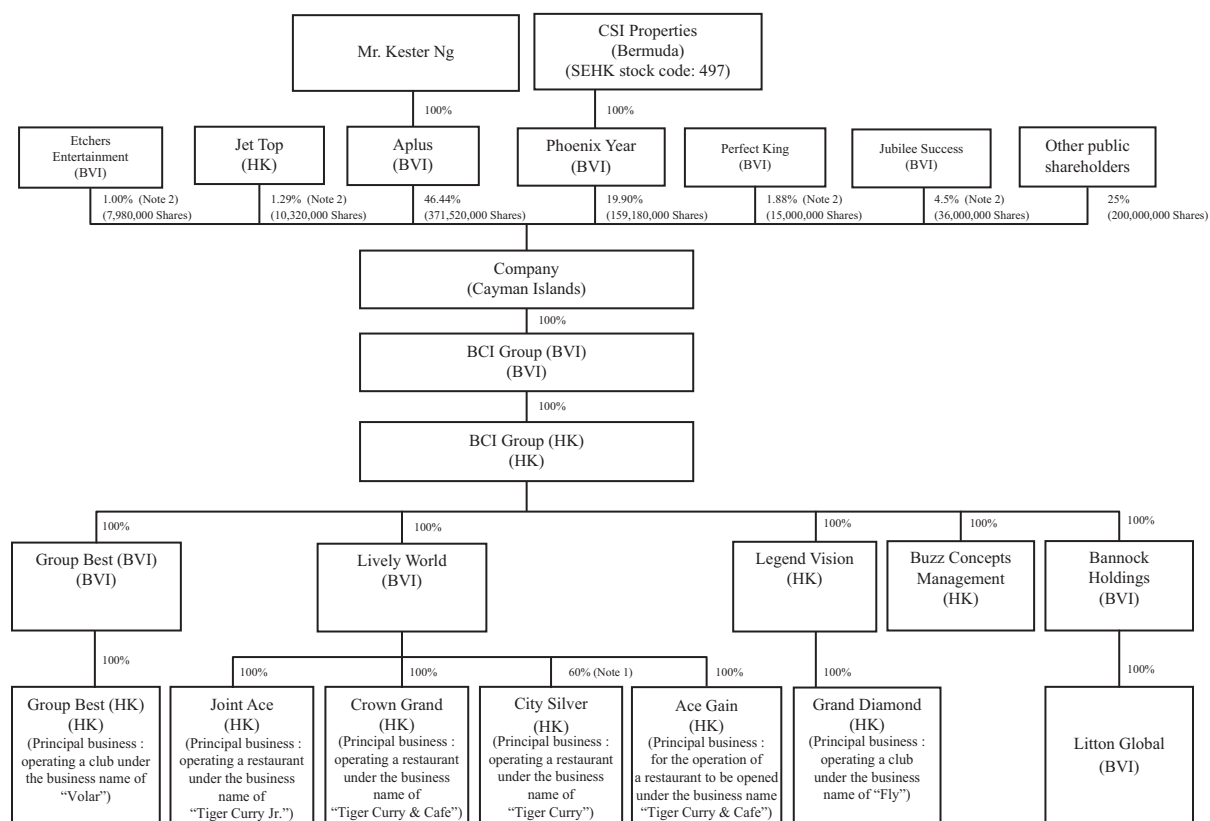 Mr. Kester Ng
CSI Properties
(Bermuda)
(SEHK stock code: 497)
100%
100%
Etchers
Entertainment
(BVI)
Jet Top
(HK)
Aplus
(BVI)
Phoenix Year
(BVI)
Perfect King
(BVI)
Jubilee Success
(BVI)
Other public
shareholders
1.00% (Note 2)
(7,980,000 Shares)
1.29% (Note 2)
(10,320,000 Shares)
46.44%
(371,520,000 Shares)
19.90%
(159,180,000 Shares)
1.88% (Note 2)
(15,000,000 Shares)
4.5% (Note 2)
(36,000,000 Shares)
25%
(200,000,000 Shares)
Company
(Cayman Islands)
100%
BCI Group (BVI)
(BVI)
100%
BCI Group (HK)
(HK)
100%
100%
100%
100%
100%
Group Best (BVI)
(BVI)
Lively World
(BVI)
Legend Vision
(HK)
Buzz Concepts
Management
(HK)
Bannock
Holdings
(BVI)
100%
100%
100%
60% (Note 1)
100%
100%
100%
Group Best (HK)
(HK)
(Principal business :
operating a club under
the business name of
“Volar”)
Joint Ace
(HK)
(Principal business :
operating a restaurant
under the business
name of
“Tiger Curry Jr.”)
Crown Grand
(HK)
(Principal business :
operating a restaurant
under the business
name of
“Tiger Curry & Cafe”)
City Silver
(HK)
(Principal business :
operating a restaurant
under the business
name of
“Tiger Curry”)
Ace Gain
(HK)
(Principal business :
for the operation of
a restaurant to be opened
under the business name
“Tiger Curry & Cafe”)
Grand Diamond
(HK)
(Principal business :
operating a club
under the business
name of “Fly”)
Litton Global
(BVI)